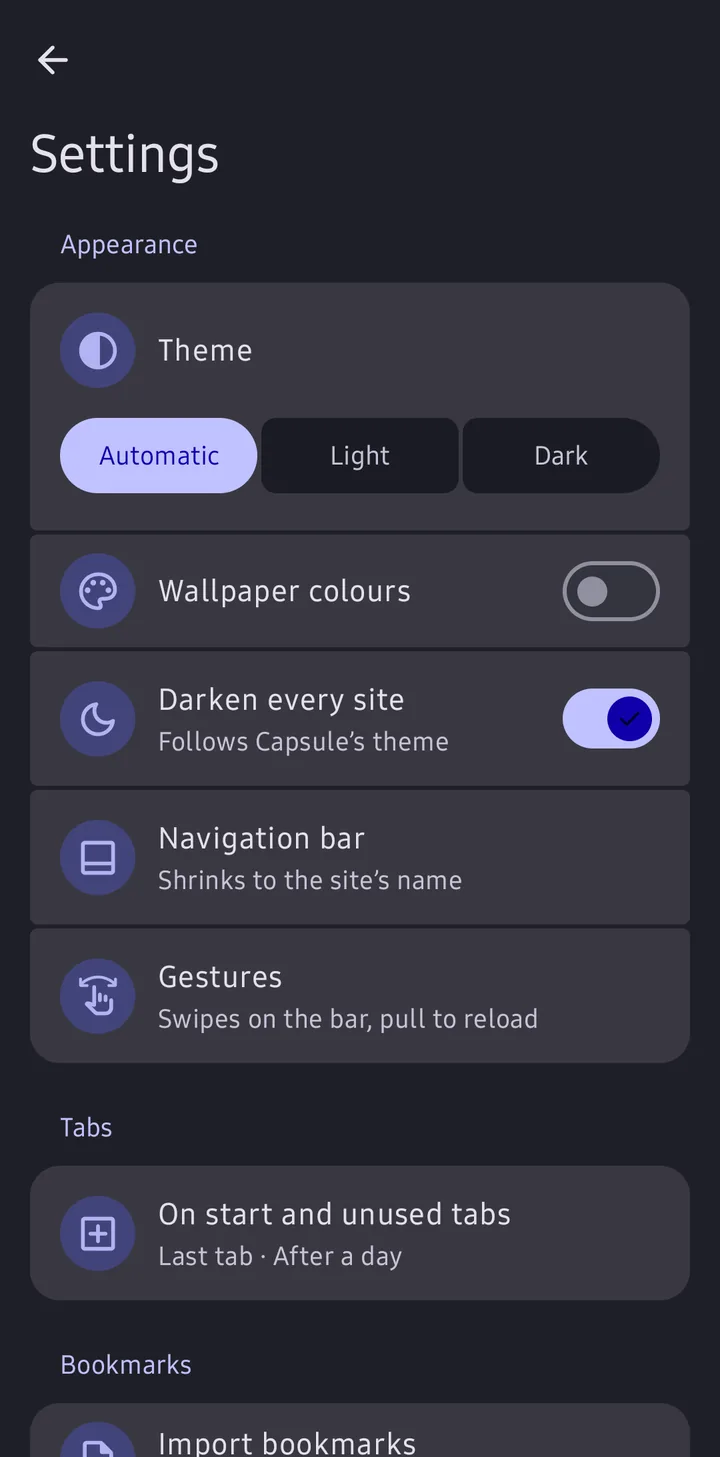 Settings
Appearance
Theme
Automatic
Light
Dark
Wallpaper colours
Darken every site
Follows Capsule’s theme
Navigation bar
Shrinks to the site’s name
Gestures
Swipes on the bar, pull to reload
Tabs
On start and unused tabs
Last tab · After a day
Bookmarks
Import bookmarks